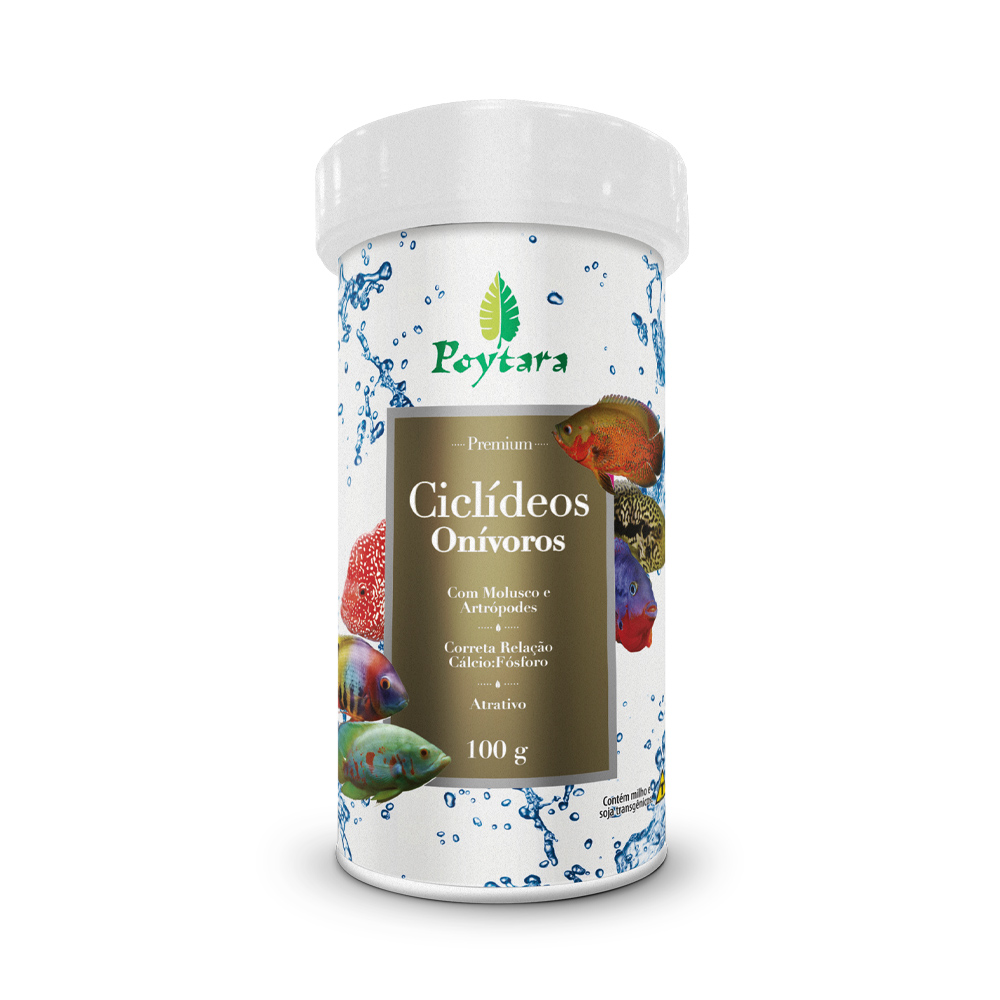 Poytara
Premium
Ciclídeos
Onívoros
Com Molusco e
Artrópodes
Correta Relação
Cálcio:Fósforo
Atrativo
100 g
Contém milho e
soja transgênicos